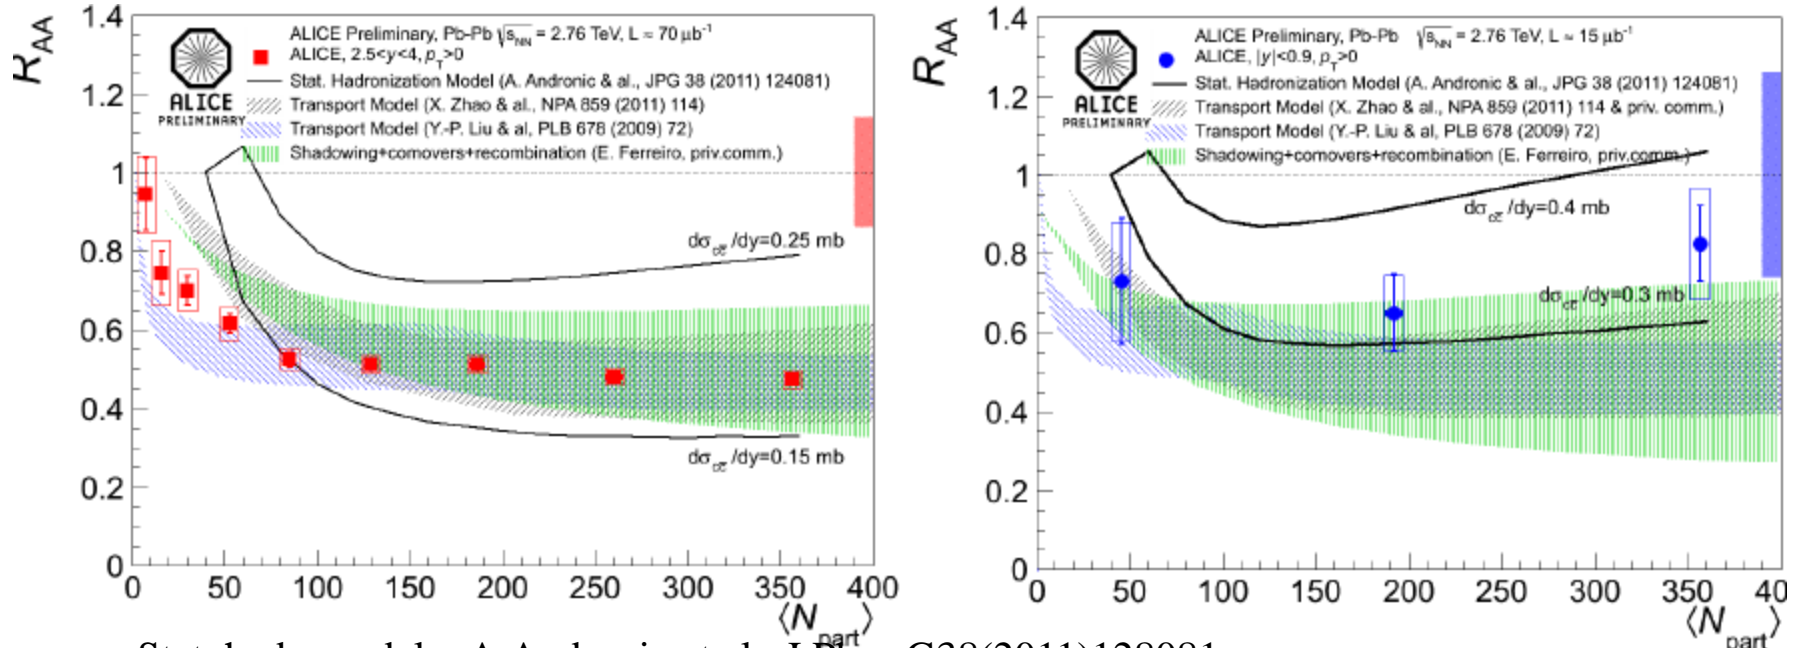 R_AA
1.4
1.2
1
0.8
0.6
0.4
0.2
0
ALICE Preliminary, Pb-Pb √s_NN = 2.76 TeV, L ≈ 70 μb⁻¹
ALICE, 2.5<y<4, p_T>0
Stat. Hadronization Model (A. Andronic & al., JPG 38 (2011) 124081)
Transport Model (X. Zhao & al., NPA 859 (2011) 114)
Transport Model (Y.-P. Liu & al, PLB 678 (2009) 72)
Shadowing+comovers+recombination (E. Ferreiro, priv.comm.)
ALICE
PRELIMINARY
dσ_cc̅ /dy=0.25 mb
dσ_cc̅ /dy=0.15 mb
0 50 100 150 200 250 300 350 400
⟨N_part⟩
R_AA
1.4
1.2
1
0.8
0.6
0.4
0.2
0
ALICE Preliminary, Pb-Pb √s_NN = 2.76 TeV, L ≈ 15 μb⁻¹
ALICE, |y|<0.9, p_T>0
Stat. Hadronization Model (A. Andronic & al., JPG 38 (2011) 124081)
Transport Model (X. Zhao & al., NPA 859 (2011) 114 & priv. comm.)
Transport Model (Y.-P. Liu & al, PLB 678 (2009) 72)
Shadowing+comovers+recombination (E. Ferreiro, priv.comm.)
ALICE
PRELIMINARY
dσ_cc̅ /dy=0.4 mb
dσ_cc̅ /dy=0.3 mb
0 50 100 150 200 250 300 350 40
⟨N_part⟩
G38(2011)128081